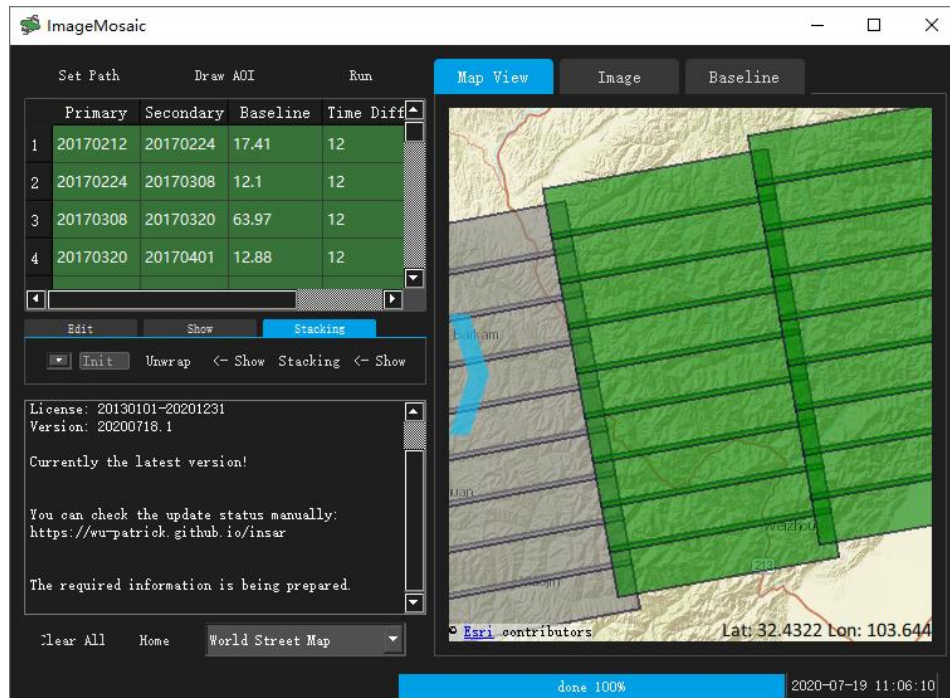 ImageMosaic
Set Path Draw AOI Run
Primary Secondary Baseline Time Diff
1 20170212 20170224 17.41 12
2 20170224 20170308 12.1 12
3 20170308 20170320 63.97 12
4 20170320 20170401 12.88 12
Edit Show Stacking
Init Unwrap <- Show Stacking <- Show
License: 20130101-20201231
Version: 20200718.1
Currently the latest version!
You can check the update status manually:
https://wu-patrick.github.io/insar
The required information is being prepared.
Clear All Home World Street Map
Map View Image Baseline
Barkam
uan
Weizhou
213
© Esri contributors
Lat: 32.4322 Lon: 103.644
done 100%
2020-07-19 11:06:10